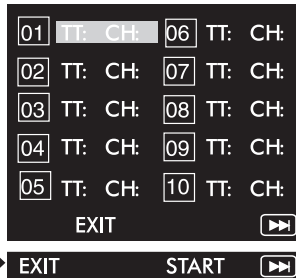 01 TT: CH: 06 TT: CH:
02 TT: CH: 07 TT: CH:
03 TT: CH: 08 TT: CH:
04 TT: CH: 09 TT: CH:
05 TT: CH: 10 TT: CH:
EXIT
EXIT START